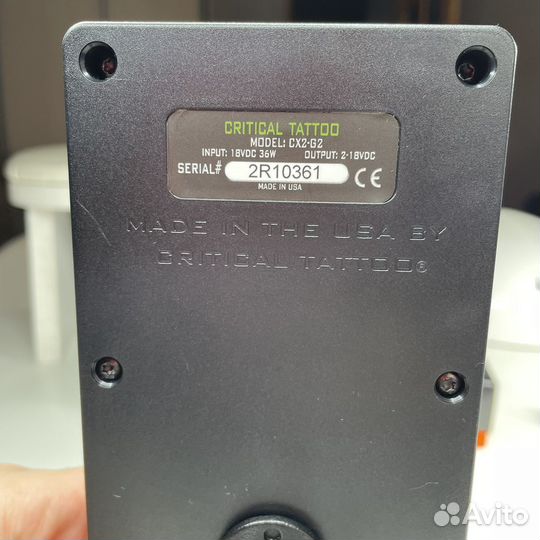 CRITICAL TATTOO
MODEL: CX2-G2
INPUT: 18VDC 36W OUTPUT: 2-18VDC
SERIAL# 2R10361 CE
MADE IN USA
MADE IN THE USA BY
CRITICAL TATTOO®
Avito